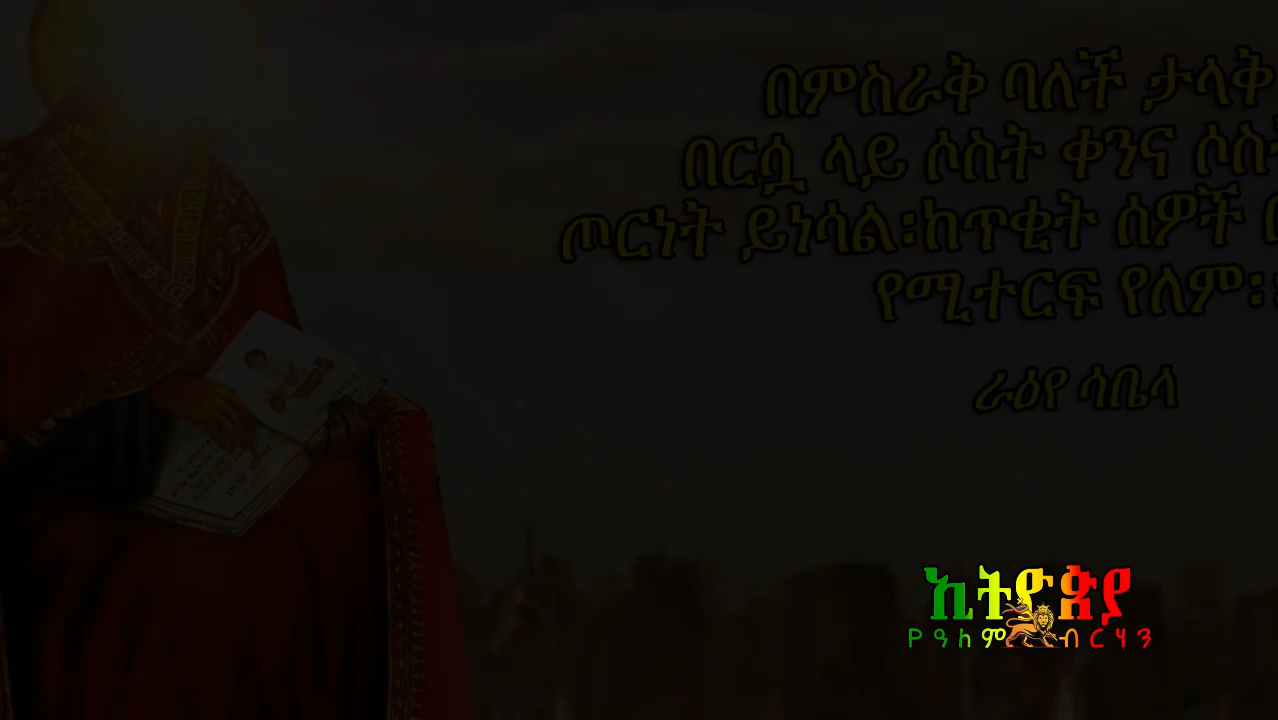 በምስራቅ ባለች ታላቅ
በርሷ ላይ ሶስት ቀንና
ጦርነት ይነሳል፡ከጥቂት ሰዎች
የሚተርፍ የለም፡፡
ራዕየ ሳቤላ
ኢትዮጵያ
የዓለም ብርሃን